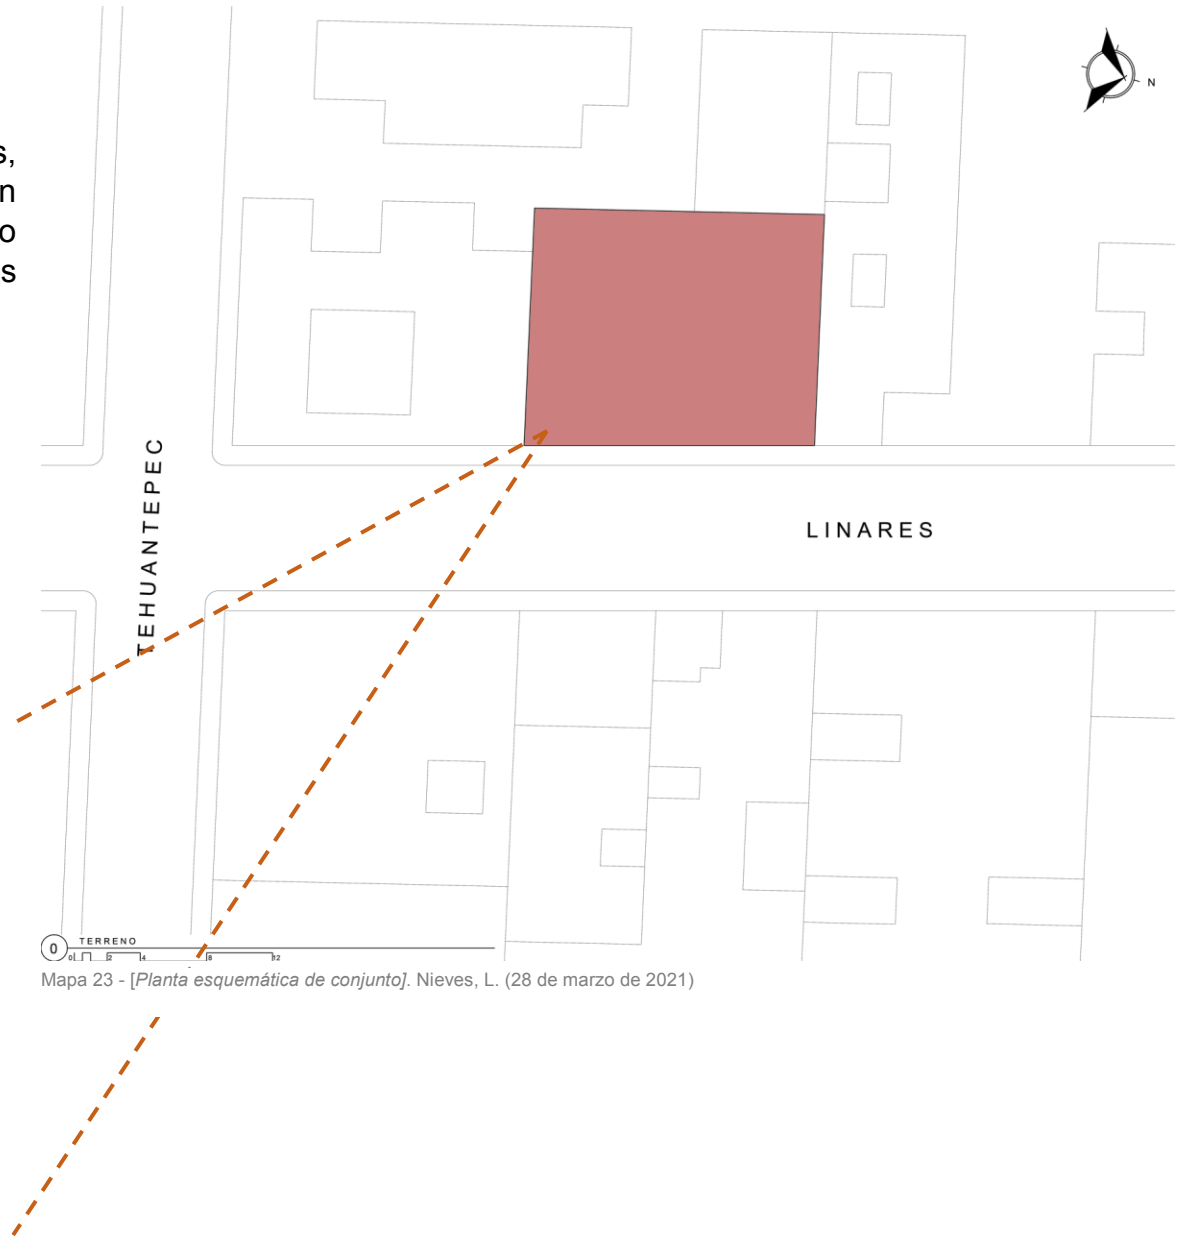 s,
n
o
s
N
TEHUANTEPEC
LINARES
0 TERRENO
0 2 4 8 12
Mapa 23 - [Planta esquemática de conjunto]. Nieves, L. (28 de marzo de 2021)